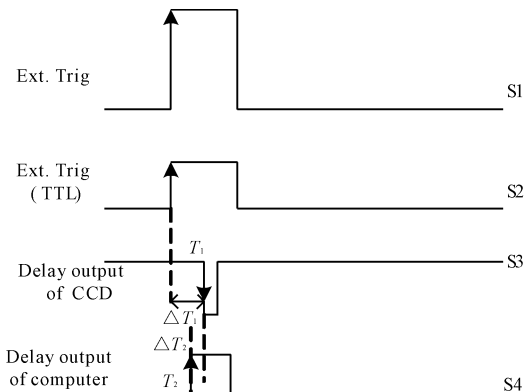 Ext. Trig
S1
Ext. Trig
( TTL)
S2
T1
S3
Delay output
of CCD
△T1
△T2
Delay output
of computer
T2
S4